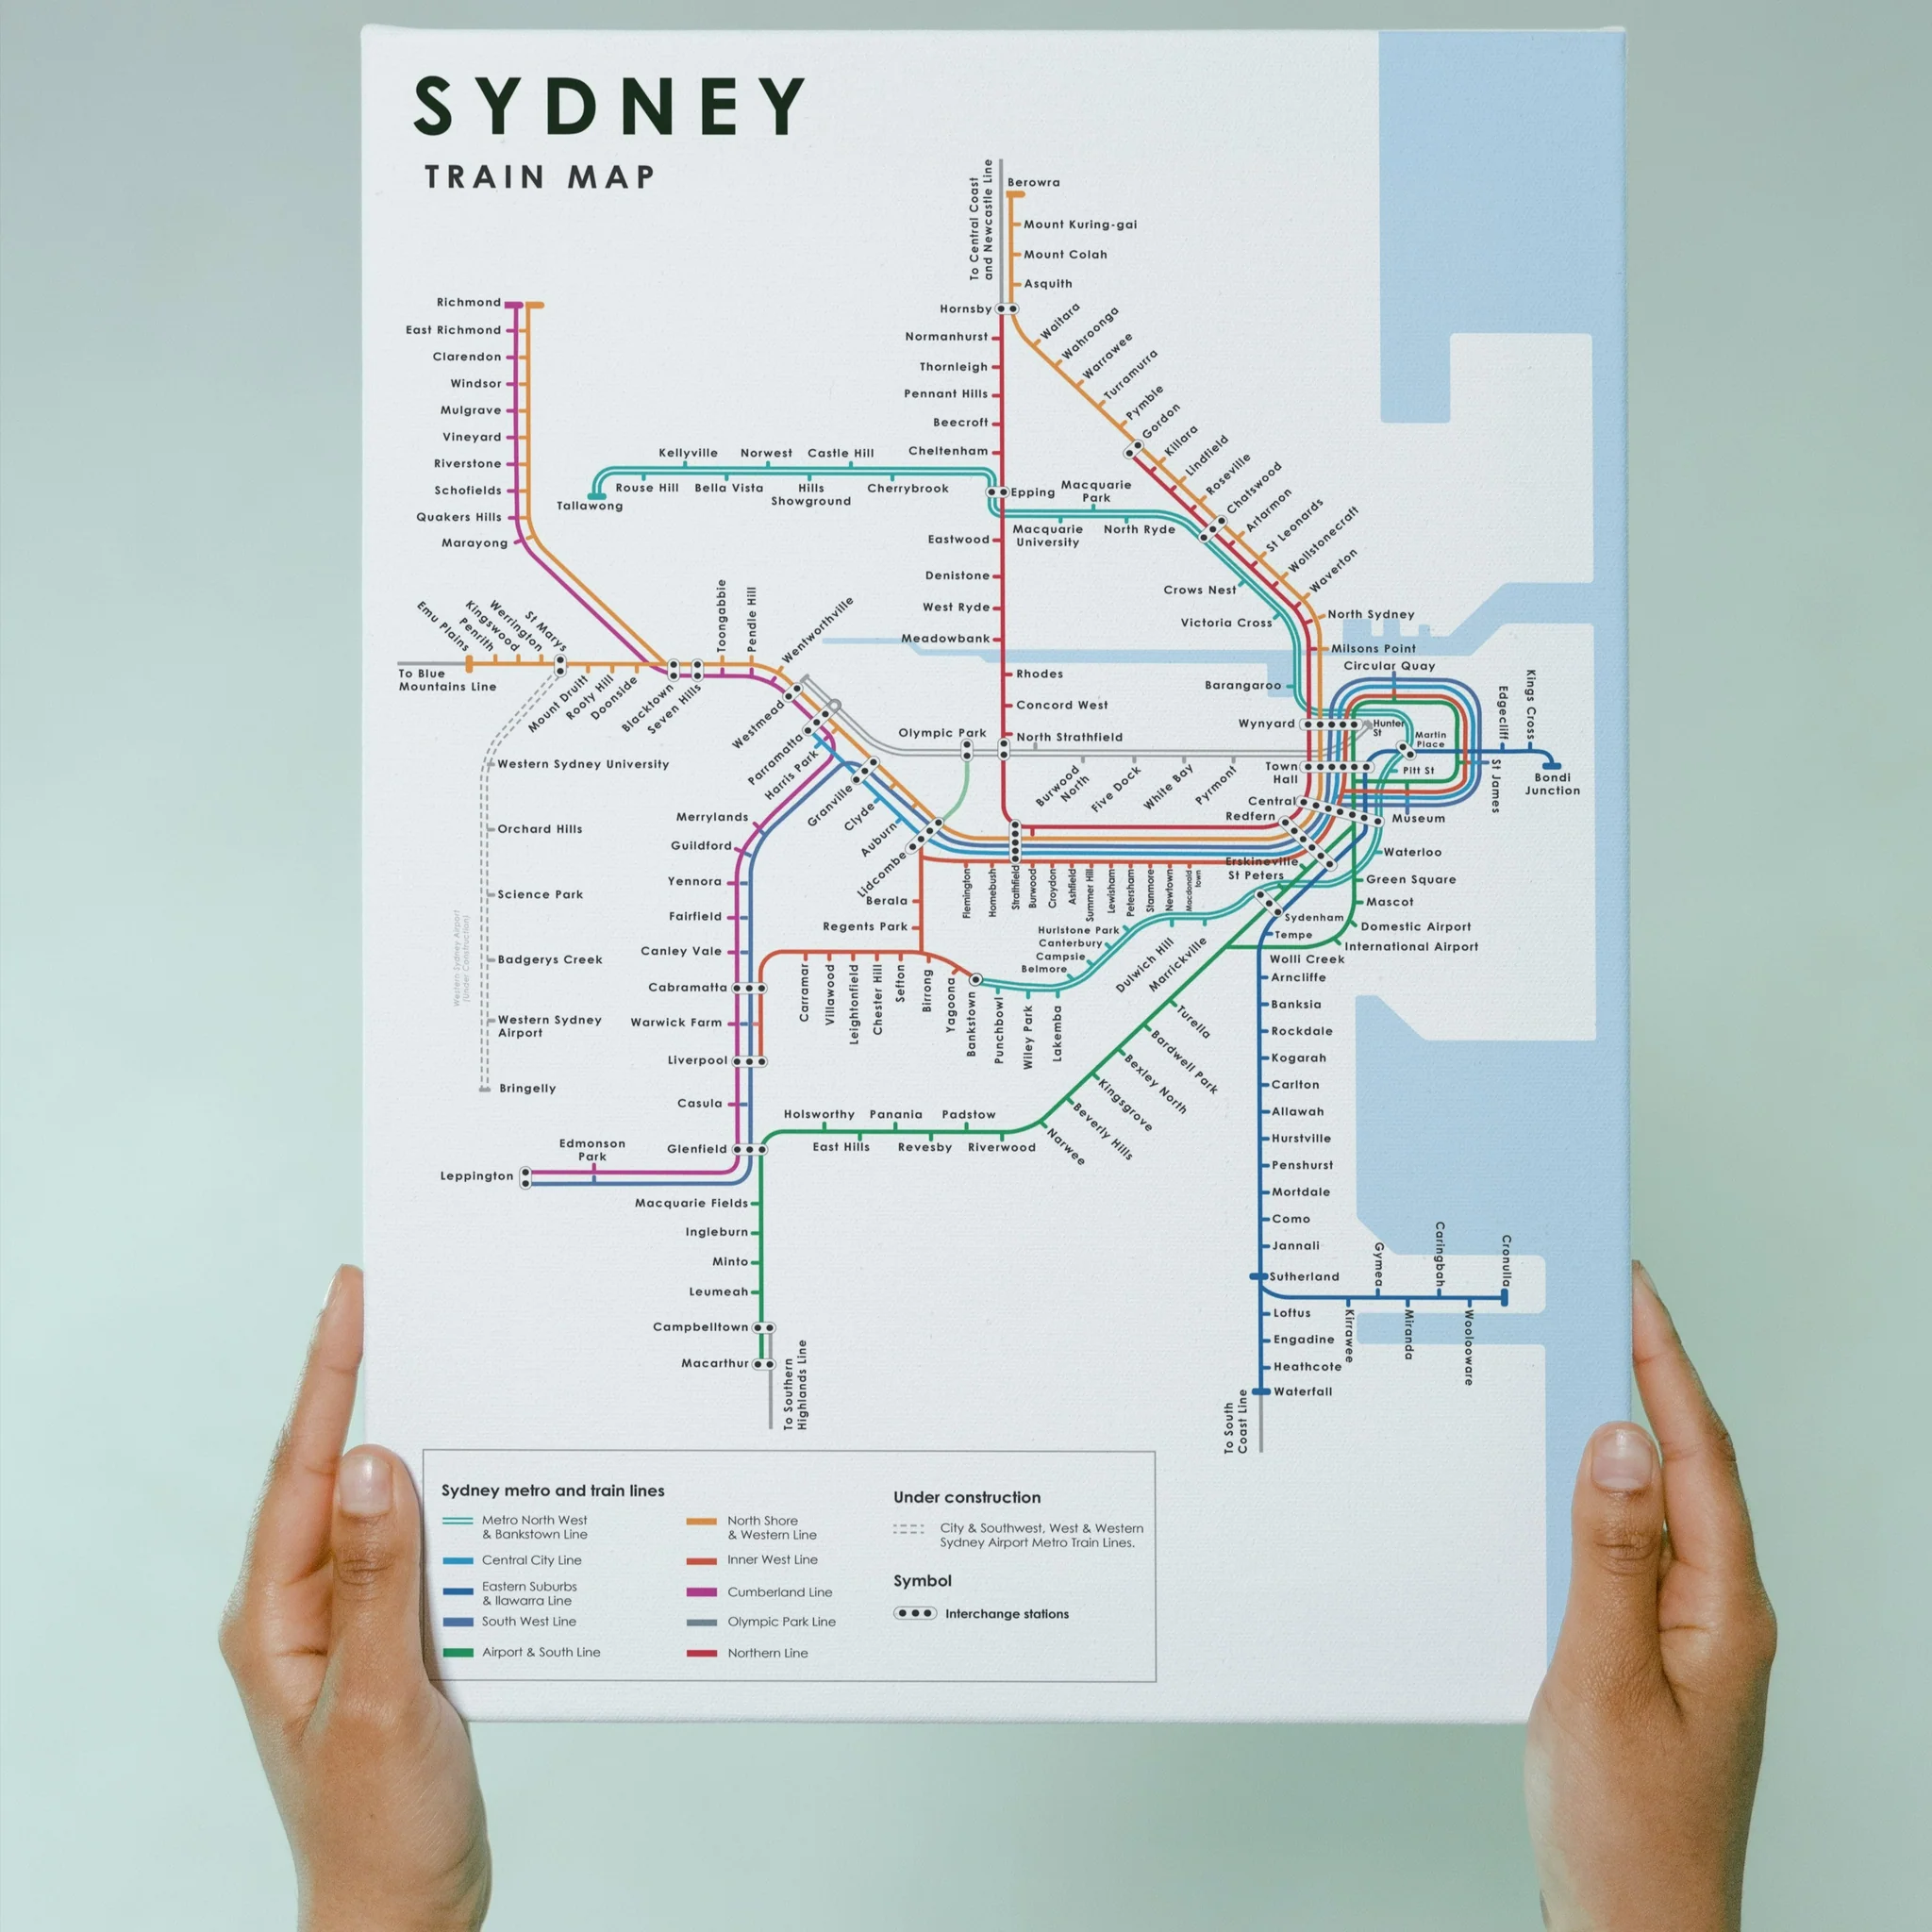 SYDNEY
TRAIN MAP
To Central Coast
and Newcastle Line
Berowra
Mount Kuring-gai
Mount Colah
Asquith
Hornsby
Waitara
Wahroonga
Warrawee
Turramurra
Pymble
Gordon
Killara
Lindfield
Roseville
Chatswood
Artarmon
St Leonards
Wollstonecraft
Waverton
North Sydney
Milsons Point
Circular Quay
Normanhurst
Thornleigh
Pennant Hills
Beecroft
Cheltenham
Epping
Eastwood
Denistone
West Ryde
Meadowbank
Rhodes
Concord West
North Strathfield
Richmond
East Richmond
Clarendon
Windsor
Mulgrave
Vineyard
Riverstone
Schofields
Quakers Hills
Marayong
Tallawong
Rouse Hill
Kellyville
Bella Vista
Norwest
Hills
Showground
Castle Hill
Cherrybrook
Macquarie
University
Macquarie
Park
North Ryde
Crows Nest
Victoria Cross
Barangaroo
Wynyard
Hunter
St
Martin
Place
Pitt St
Town
Hall
Central
Redfern
Museum
St James
Edgecliff
Kings Cross
Bondi
Junction
To Blue
Mountains Line
Emu Plains
Penrith
Kingswood
Werrington
St Marys
Mount Druitt
Rooty Hill
Doonside
Blacktown
Seven Hills
Toongabbie
Pendle Hill
Wentworthville
Westmead
Parramatta
Harris Park
Granville
Clyde
Auburn
Lidcombe
Olympic Park
Burwood
North
Five Dock
White Bay
Pyrmont
Western Sydney University
Orchard Hills
Science Park
Badgerys Creek
Western Sydney
Airport
Bringelly
Western Sydney Airport
(Under Construction)
Merrylands
Guildford
Yennora
Fairfield
Canley Vale
Cabramatta
Warwick Farm
Liverpool
Casula
Glenfield
Edmonson
Park
Leppington
Berala
Regents Park
Flemington
Homebush
Strathfield
Burwood
Croydon
Ashfield
Summer Hill
Lewisham
Petersham
Stanmore
Newtown
Macdonald
town
Erskineville
St Peters
Waterloo
Green Square
Mascot
Domestic Airport
International Airport
Sydenham
Tempe
Wolli Creek
Arncliffe
Banksia
Rockdale
Kogarah
Carlton
Allawah
Hurstville
Penshurst
Mortdale
Como
Jannali
Sutherland
Loftus
Engadine
Heathcote
Waterfall
To South
Coast Line
Kirrawee
Gymea
Miranda
Caringbah
Woolooware
Cronulla
Carramar
Villawood
Leightonfield
Chester Hill
Sefton
Birrong
Yagoona
Bankstown
Punchbowl
Wiley Park
Lakemba
Belmore
Campsie
Canterbury
Hurlstone Park
Dulwich Hill
Marrickville
Turella
Bardwell Park
Bexley North
Kingsgrove
Beverly Hills
Narwee
Riverwood
Padstow
Revesby
Panania
East Hills
Holsworthy
Macquarie Fields
Ingleburn
Minto
Leumeah
Campbelltown
Macarthur
To Southern
Highlands Line
Sydney metro and train lines
Metro North West
& Bankstown Line
Central City Line
Eastern Suburbs
& Ilawarra Line
South West Line
Airport & South Line
North Shore
& Western Line
Inner West Line
Cumberland Line
Olympic Park Line
Northern Line
Under construction
City & Southwest, West & Western
Sydney Airport Metro Train Lines.
Symbol
Interchange stations